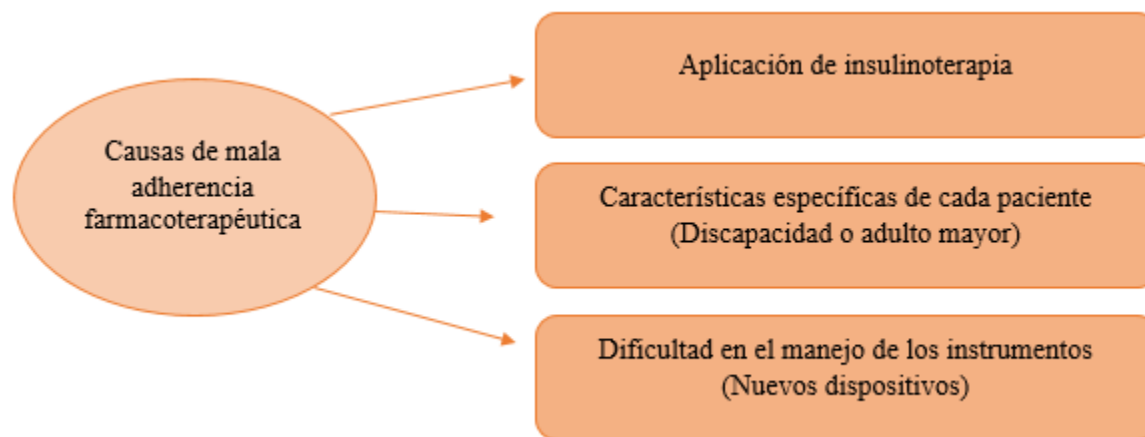 Causas de mala
adherencia
farmacoterapéutica
Aplicación de insulinoterapia
Características específicas de cada paciente
(Discapacidad o adulto mayor)
Dificultad en el manejo de los instrumentos
(Nuevos dispositivos)